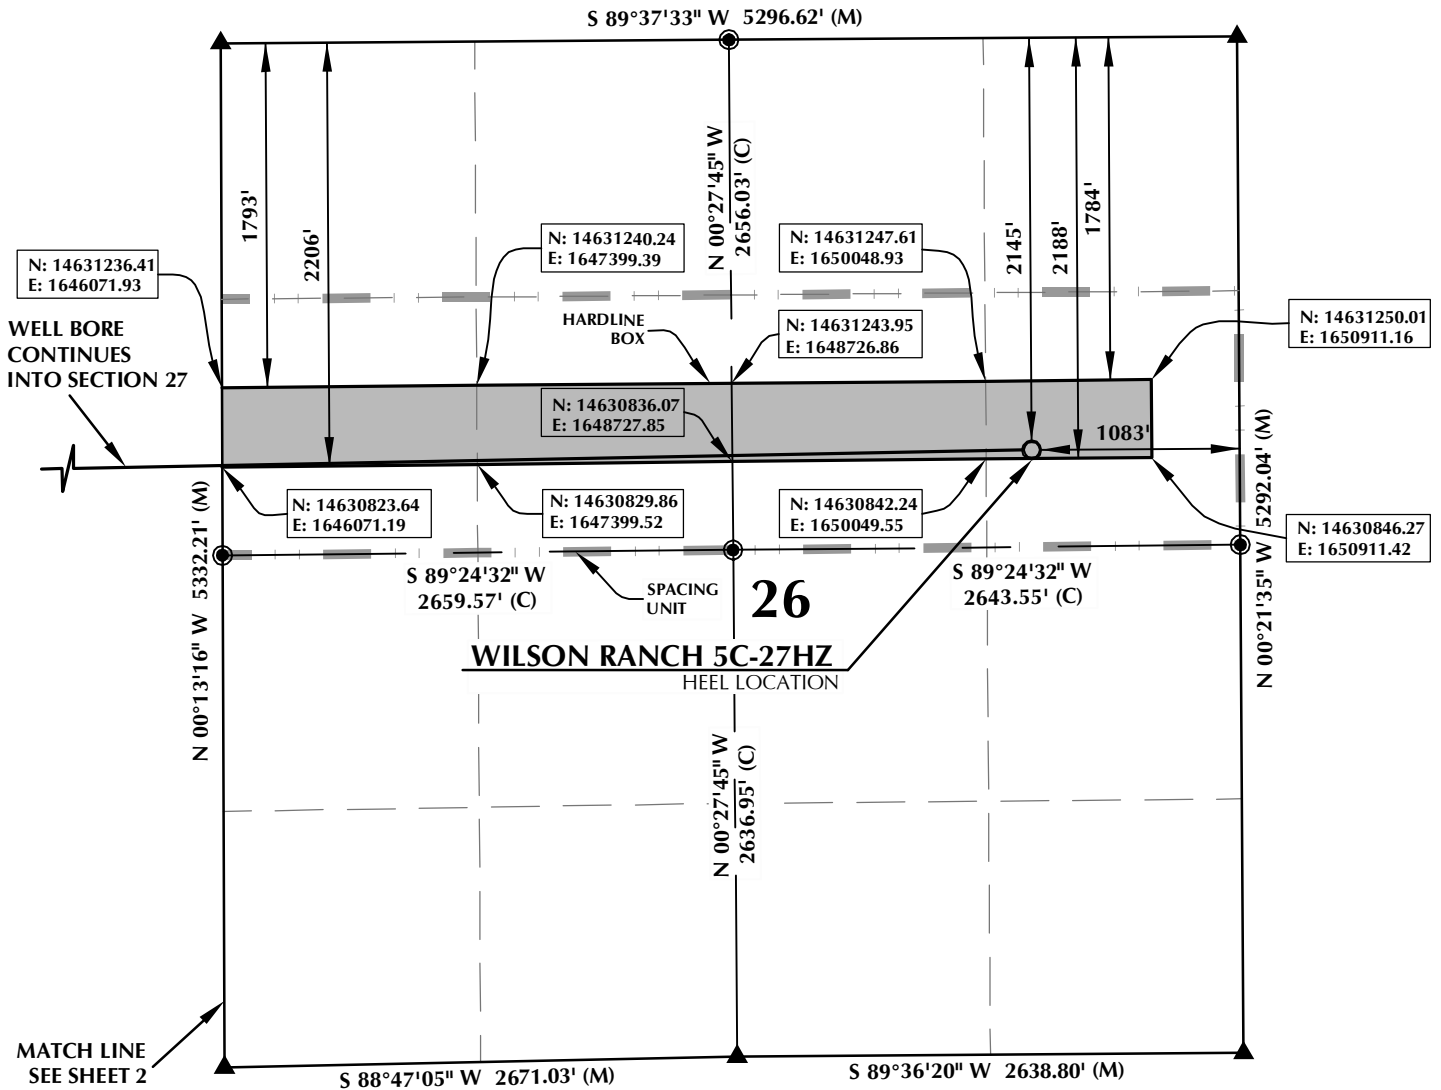 S 89°37'33" W 5296.62' (M)
1793'
2206'
N 00°27'45" W
2656.03' (C)
2145'
2188'
1784'
N: 14631236.41
E: 1646071.93
N: 14631240.24
E: 1647399.39
N: 14631247.61
E: 1650048.93
WELL BORE
CONTINUES
INTO SECTION 27
HARDLINE
BOX
N: 14631243.95
E: 1648726.86
N: 14631250.01
E: 1650911.16
N: 14630836.07
E: 1648727.85
1083'
N: 14630823.64
E: 1646071.19
N: 14630829.86
E: 1647399.52
N: 14630842.24
E: 1650049.55
N: 14630846.27
E: 1650911.42
N 00°13'16" W 5332.21' (M)
N 00°21'35" W 5292.04' (M)
S 89°24'32" W
2659.57' (C)
SPACING
UNIT
26
S 89°24'32" W
2643.55' (C)
WILSON RANCH 5C-27HZ
HEEL LOCATION
N 00°27'45" W
2636.95' (C)
MATCH LINE
SEE SHEET 2
S 88°47'05" W 2671.03' (M)
S 89°36'20" W 2638.80' (M)